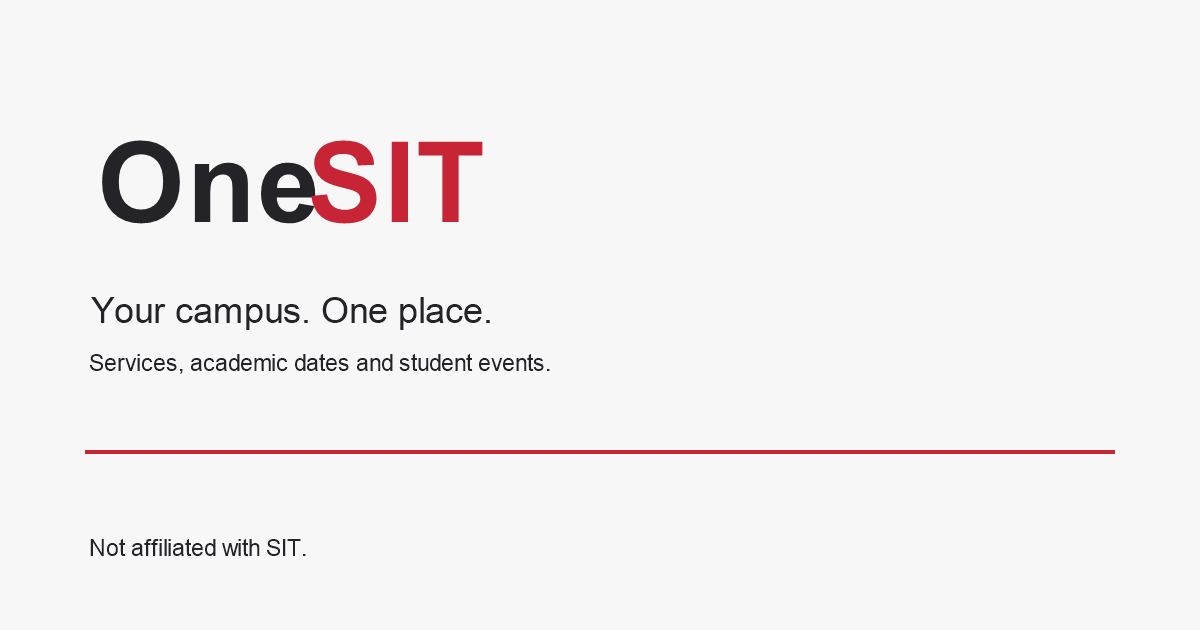 OneSIT
Your campus. One place.
Services, academic dates and student events.
Not affiliated with SIT.